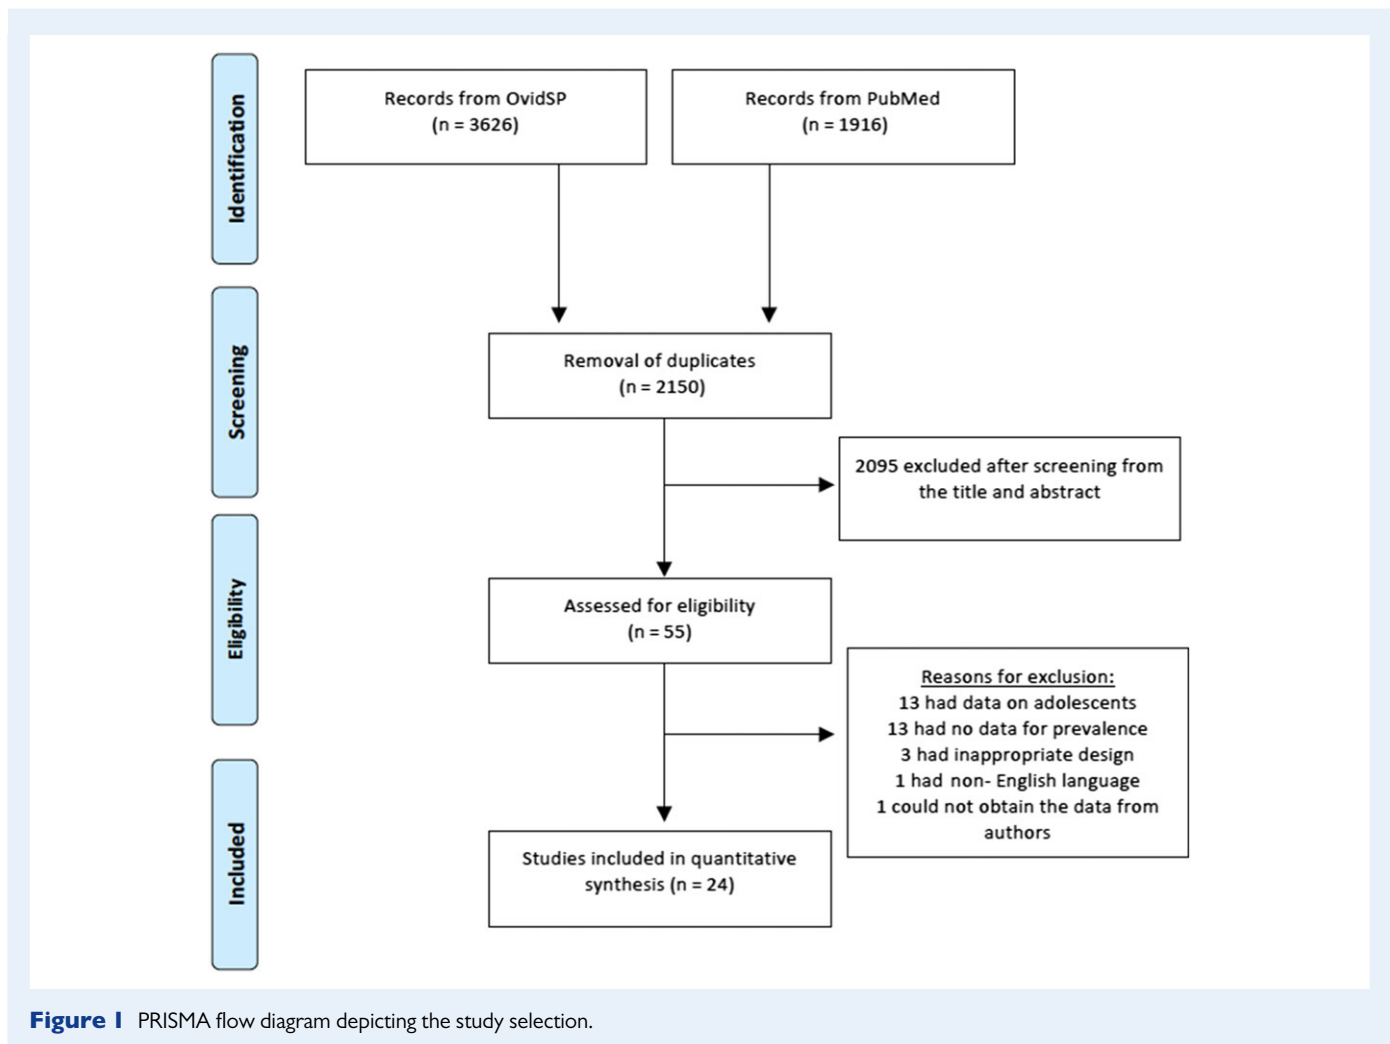 Identification
Records from OvidSP
(n = 3626)
Records from PubMed
(n = 1916)
Screening
Removal of duplicates
(n = 2150)
2095 excluded after screening from
the title and abstract
Eligibility
Assessed for eligibility
(n = 55)
Reasons for exclusion:
13 had data on adolescents
13 had no data for prevalence
3 had inappropriate design
1 had non- English language
1 could not obtain the data from
authors
Included
Studies included in quantitative
synthesis (n = 24)
Figure 1 PRISMA flow diagram depicting the study selection.